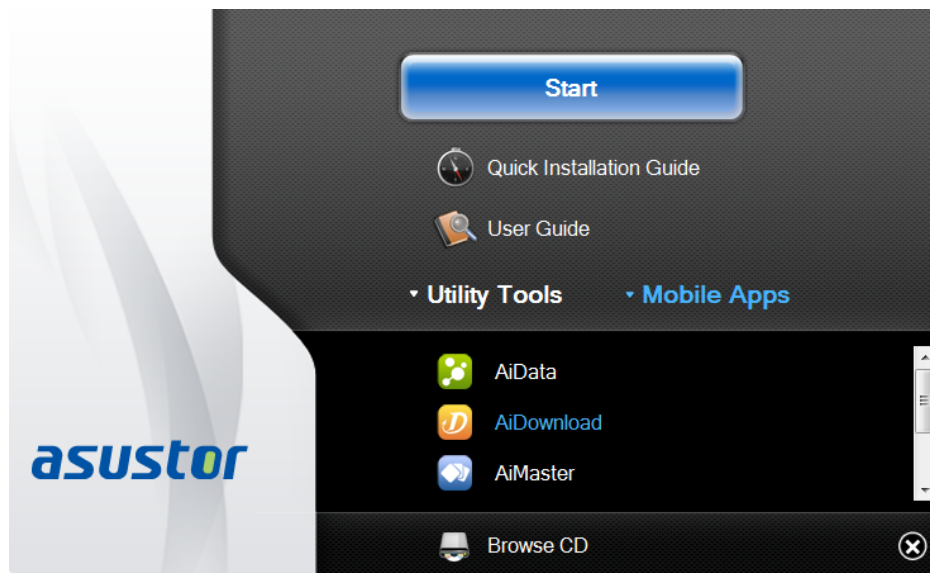 Start
Quick Installation Guide
User Guide
Utility Tools
Mobile Apps
AiData
AiDownload
AiMaster
asustor
Browse CD